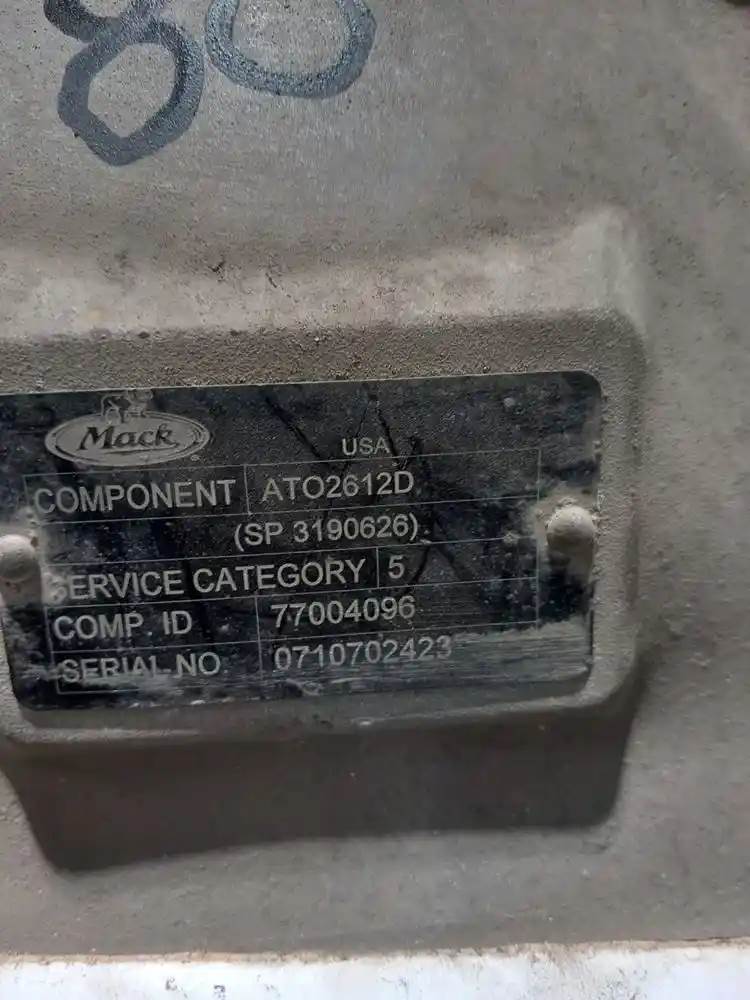 80
Mack
USA
COMPONENT ATO2612D
(SP 3190626)
SERVICE CATEGORY 5
COMP. ID 77004096
SERIAL NO. 0710702423